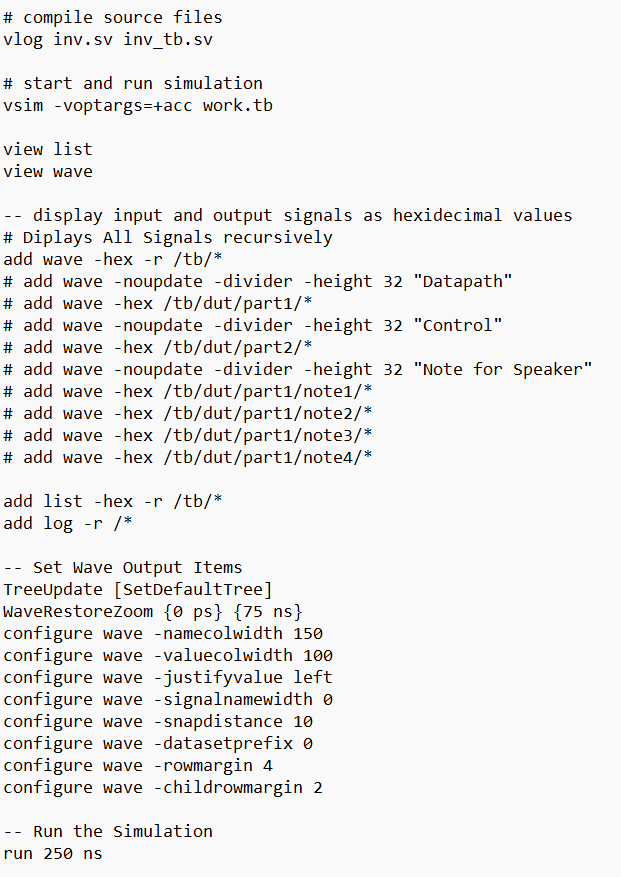 # compile source files
vlog inv.sv inv_tb.sv

# start and run simulation
vsim -voptargs=+acc work.tb

view list
view wave

-- display input and output signals as hexidecimal values
# Diplays All Signals recursively
add wave -hex -r /tb/*
# add wave -noupdate -divider -height 32 "Datapath"
# add wave -hex /tb/dut/part1/*
# add wave -noupdate -divider -height 32 "Control"
# add wave -hex /tb/dut/part2/*
# add wave -noupdate -divider -height 32 "Note for Speaker"
# add wave -hex /tb/dut/part1/note1/*
# add wave -hex /tb/dut/part1/note2/*
# add wave -hex /tb/dut/part1/note3/*
# add wave -hex /tb/dut/part1/note4/*

add list -hex -r /tb/*
add log -r /*

-- Set Wave Output Items
TreeUpdate [SetDefaultTree]
WaveRestoreZoom {0 ps} {75 ns}
configure wave -namecolwidth 150
configure wave -valuecolwidth 100
configure wave -justifyvalue left
configure wave -signalnamewidth 0
configure wave -snapdistance 10
configure wave -datasetprefix 0
configure wave -rowmargin 4
configure wave -childrowmargin 2

-- Run the Simulation
run 250 ns